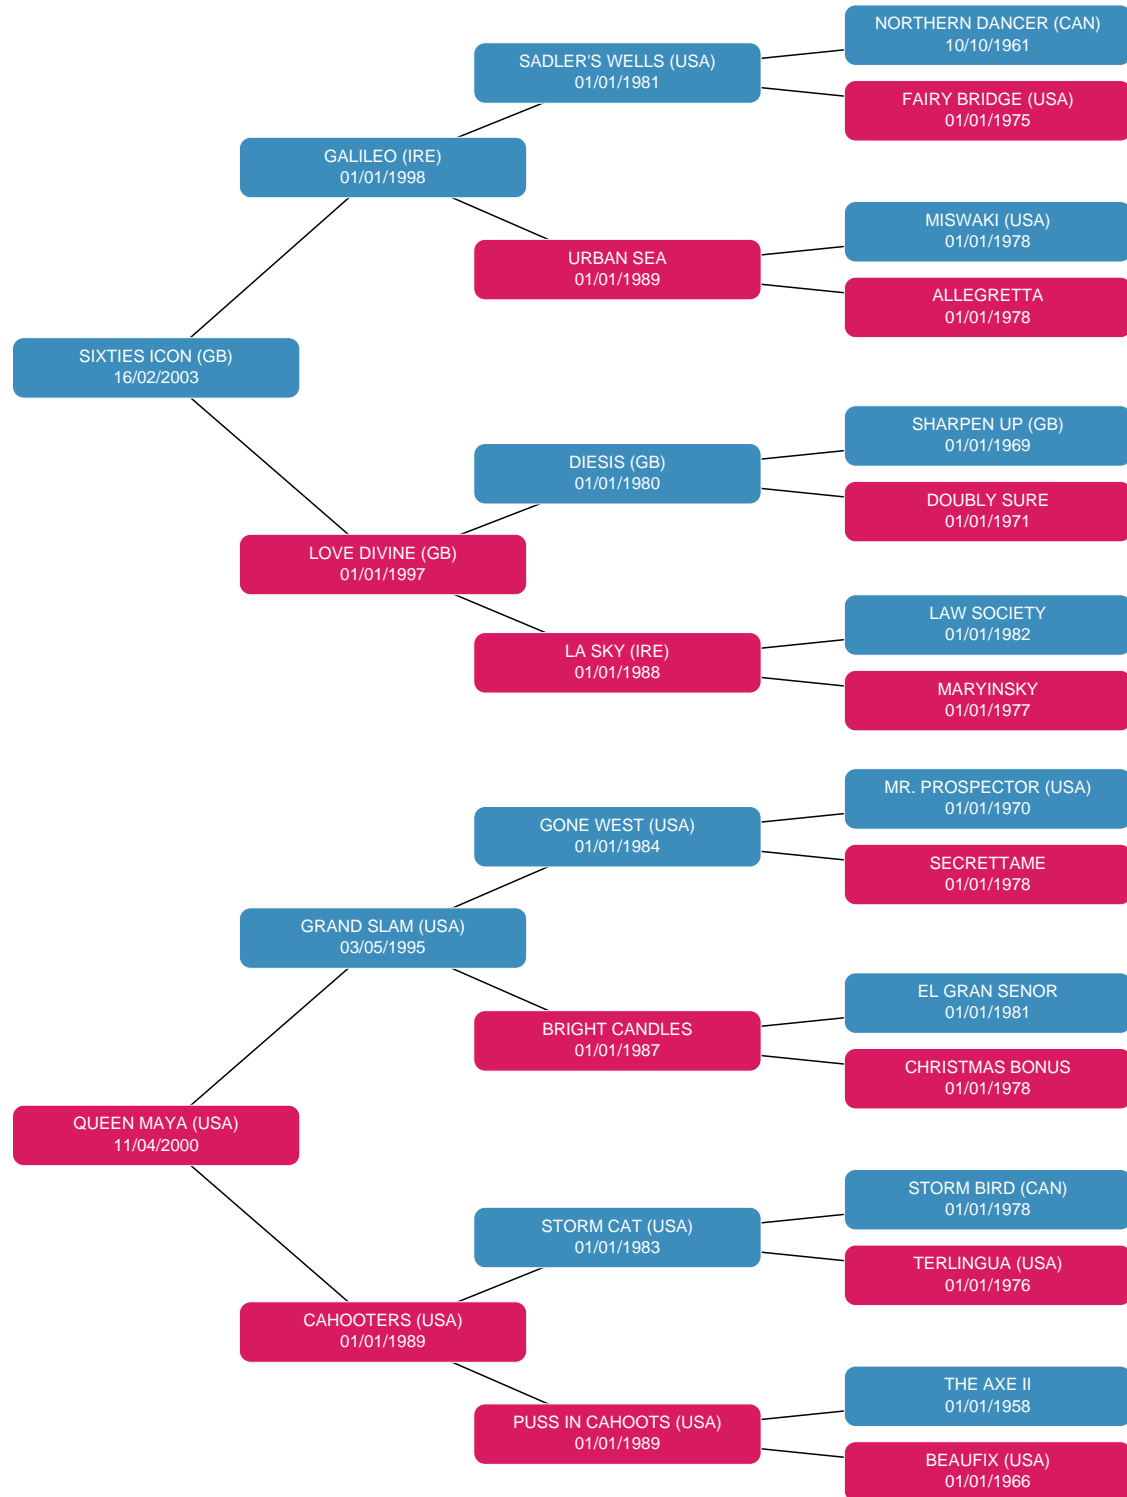 NORTHERN DANCER (CAN)
10/10/1961
SADLER'S WELLS (USA)
01/01/1981
FAIRY BRIDGE (USA)
01/01/1975
GALILEO (IRE)
01/01/1998
MISWAKI (USA)
01/01/1978
URBAN SEA
01/01/1989
ALLEGRETTA
01/01/1978
SIXTIES ICON (GB)
16/02/2003
SHARPEN UP (GB)
01/01/1969
DIESIS (GB)
01/01/1980
DOUBLY SURE
01/01/1971
LOVE DIVINE (GB)
01/01/1997
LAW SOCIETY
01/01/1982
LA SKY (IRE)
01/01/1988
MARYINSKY
01/01/1977
MR. PROSPECTOR (USA)
01/01/1970
GONE WEST (USA)
01/01/1984
SECRETTAME
01/01/1978
GRAND SLAM (USA)
03/05/1995
EL GRAN SENOR
01/01/1981
BRIGHT CANDLES
01/01/1987
CHRISTMAS BONUS
01/01/1978
QUEEN MAYA (USA)
11/04/2000
STORM BIRD (CAN)
01/01/1978
STORM CAT (USA)
01/01/1983
TERLINGUA (USA)
01/01/1976
CAHOOTERS (USA)
01/01/1989
THE AXE II
01/01/1958
PUSS IN CAHOOTS (USA)
01/01/1989
BEAUFIX (USA)
01/01/1966